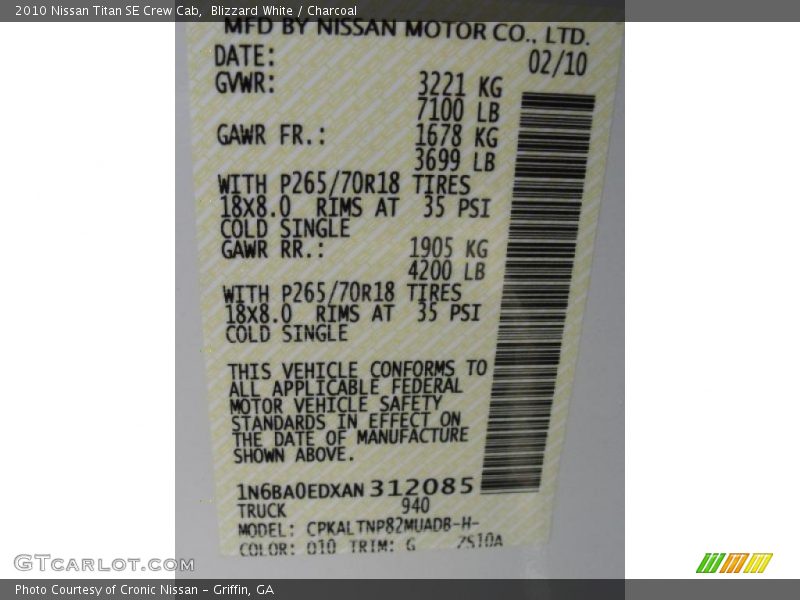 2010 Nissan Titan SE Crew Cab,  Blizzard White / Charcoal
MFD BY NISSAN MOTOR CO., LTD.
DATE: 02/10
GVWR: 3221 KG
7100 LB
GAWR FR.: 1678 KG
3699 LB
WITH P265/70R18 TIRES
18X8.0 RIMS AT 35 PSI
COLD SINGLE
GAWR RR.: 1905 KG
4200 LB
WITH P265/70R18 TIRES
18X8.0 RIMS AT 35 PSI
COLD SINGLE
THIS VEHICLE CONFORMS TO
ALL APPLICABLE FEDERAL
MOTOR VEHICLE SAFETY
STANDARDS IN EFFECT ON
THE DATE OF MANUFACTURE
SHOWN ABOVE.
1N6BA0EDXAN312085
TRUCK 940
MODEL: CPKALTNP82MUADB-H-
COLOR: 010 TRIM: G ZS10A
GTCarLot.com
Photo Courtesy of Cronic Nissan - Griffin, GA